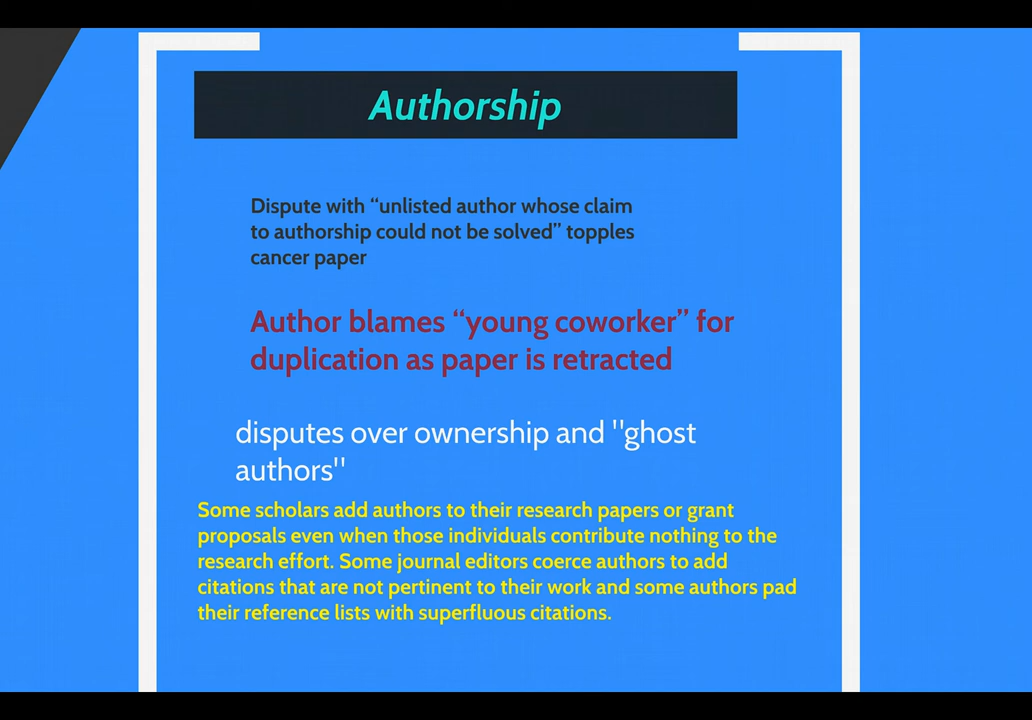 Authorship
Dispute with “unlisted author whose claim
to authorship could not be solved” topples
cancer paper
Author blames “young coworker” for
duplication as paper is retracted
disputes over ownership and "ghost
authors"
Some scholars add authors to their research papers or grant
proposals even when those individuals contribute nothing to the
research effort. Some journal editors coerce authors to add
citations that are not pertinent to their work and some authors pad
their reference lists with superfluous citations.